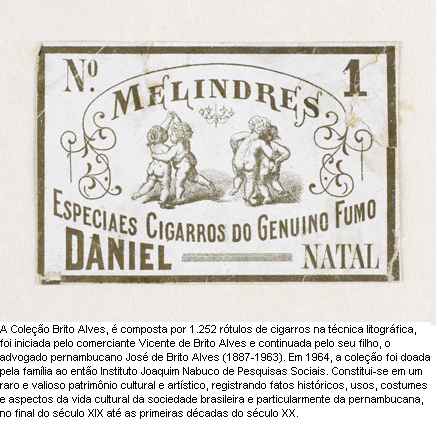 Nº 1
MELINDRES
ESPECIAES CIGARROS DO GENUINO FUMO
DANIEL NATAL
A Coleção Brito Alves, é composta por 1.252 rótulos de cigarros na técnica litográfica,
foi iniciada pelo comerciante Vicente de Brito Alves e continuada pelo seu filho, o
advogado pernambucano José de Brito Alves (1887-1963). Em 1964, a coleção foi doada
pela família ao então Instituto Joaquim Nabuco de Pesquisas Sociais. Constitui-se em um
raro e valioso patrimônio cultural e artístico, registrando fatos históricos, usos, costumes
e aspectos da vida cultural da sociedade brasileira e particularmente da pernambucana,
no final do século XIX até as primeiras décadas do século XX.